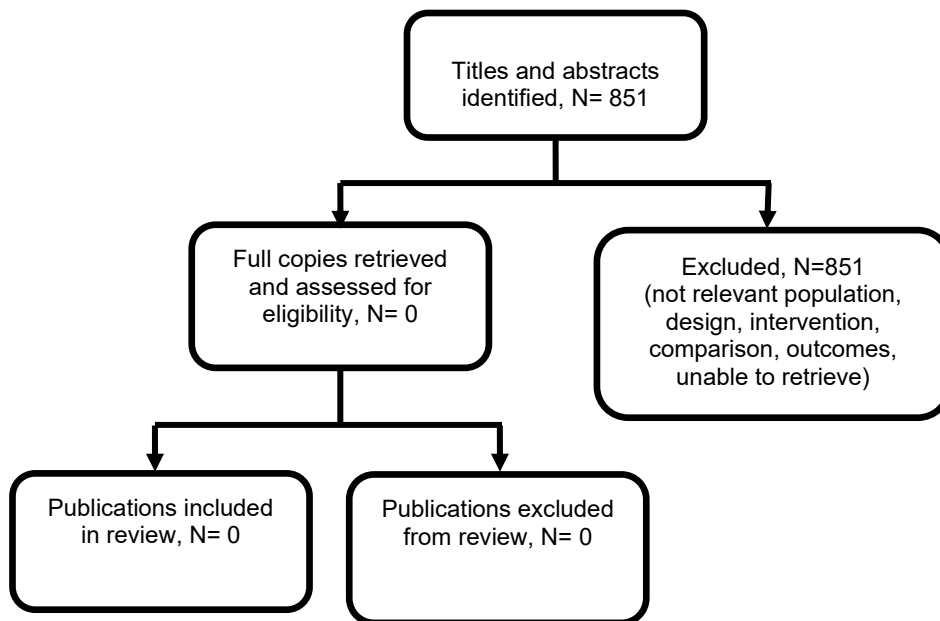 Titles and abstracts
identified, N= 851
Full copies retrieved
and assessed for
eligibility, N= 0
Excluded, N=851
(not relevant population,
design, intervention,
comparison, outcomes,
unable to retrieve)
Publications included
in review, N= 0
Publications excluded
from review, N= 0